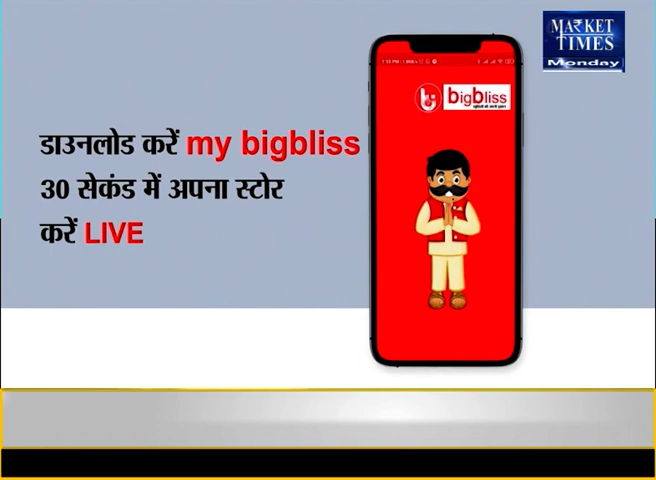 MARKET
TIMES
Monday
bigbliss
डाउनलोड करें my bigbliss
30 सेकंड में अपना स्टोर
करें LIVE